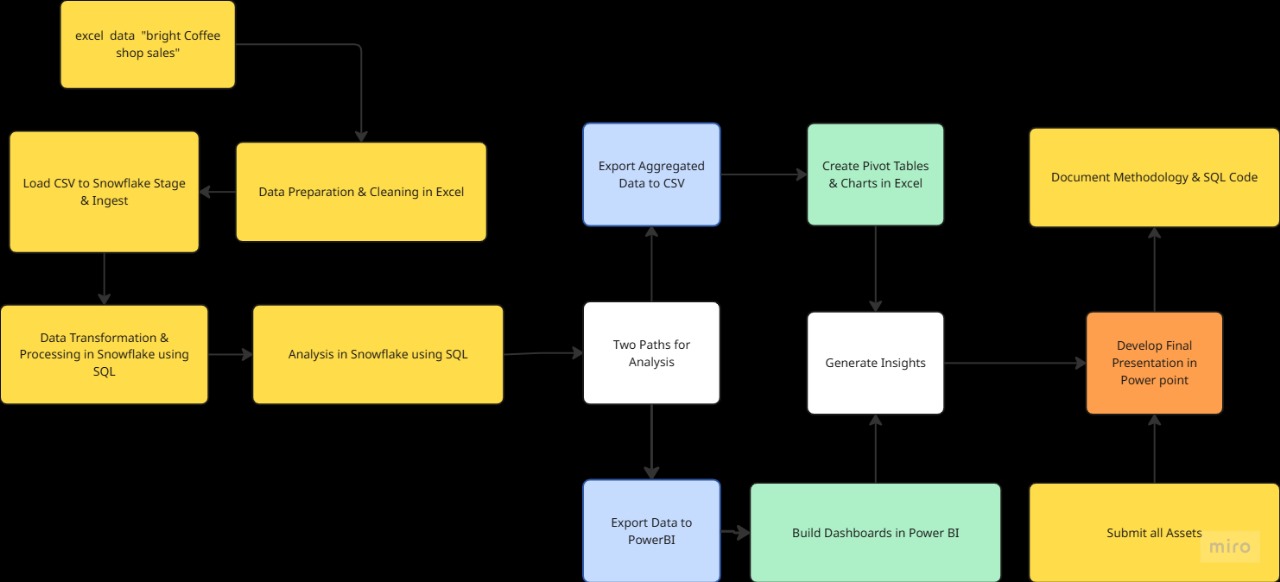 excel  data  "bright Coffee
shop sales"
Load CSV to Snowflake Stage
& Ingest
Data Preparation & Cleaning in Excel
Export Aggregated
Data to CSV
Create Pivot Tables
& Charts in Excel
Document Methodology & SQL Code
Data Transformation &
Processing in Snowflake using
SQL
Analysis in Snowflake using SQL
Two Paths for
Analysis
Generate Insights
Develop Final
Presentation in
Power point
Export Data to
PowerBI
Build Dashboards in Power BI
Submit all Assets
miro